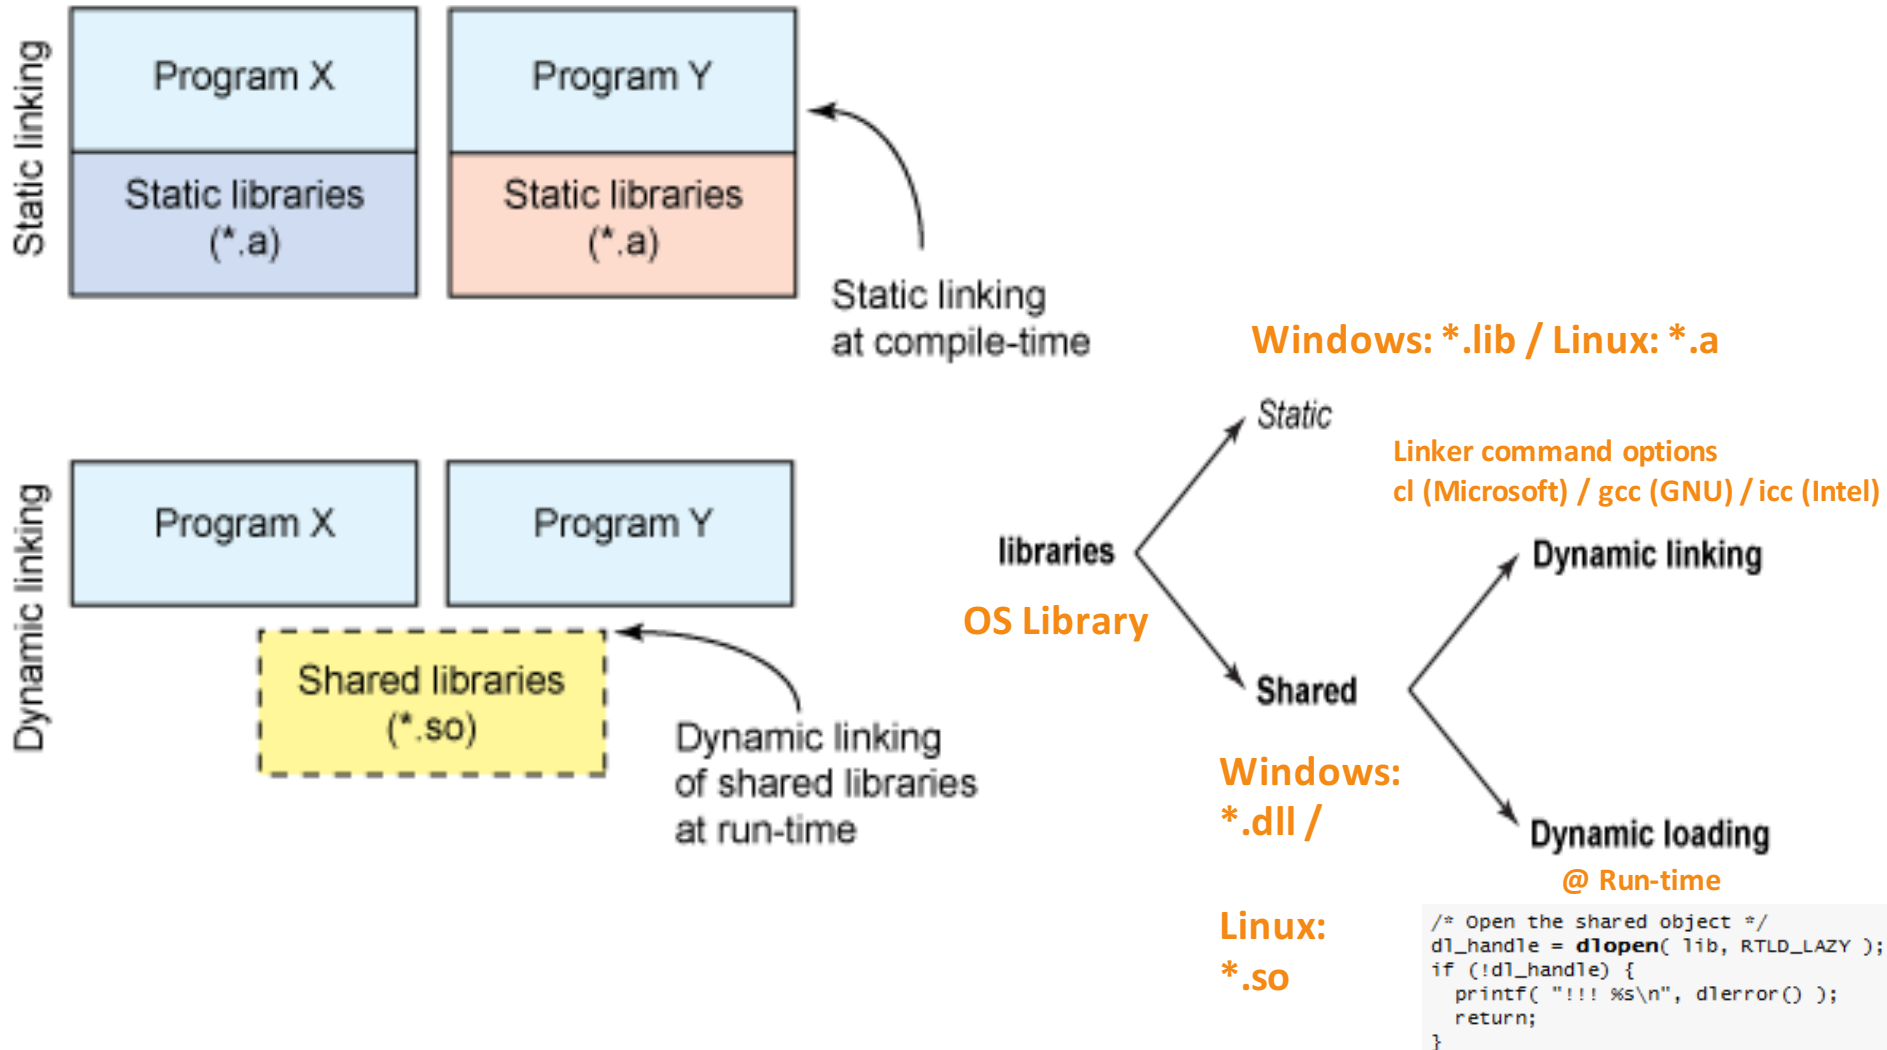 Static linking
Program X
Static libraries
(*.a)
Program Y
Static libraries
(*.a)
Static linking
at compile-time
Dynamic linking
Program X
Program Y
Shared libraries
(*.so)
Dynamic linking
of shared libraries
at run-time
Windows: *.lib / Linux: *.a
Static
Linker command options
cl (Microsoft) / gcc (GNU) / icc (Intel)
libraries
OS Library
Dynamic linking
Shared
Windows:
*.dll /
Linux:
*.so
Dynamic loading
@ Run-time
/* Open the shared object */
dl_handle = dlopen( lib, RTLD_LAZY );
if (!dl_handle) {
  printf( "!!! %s\n", dlerror() );
  return;
}